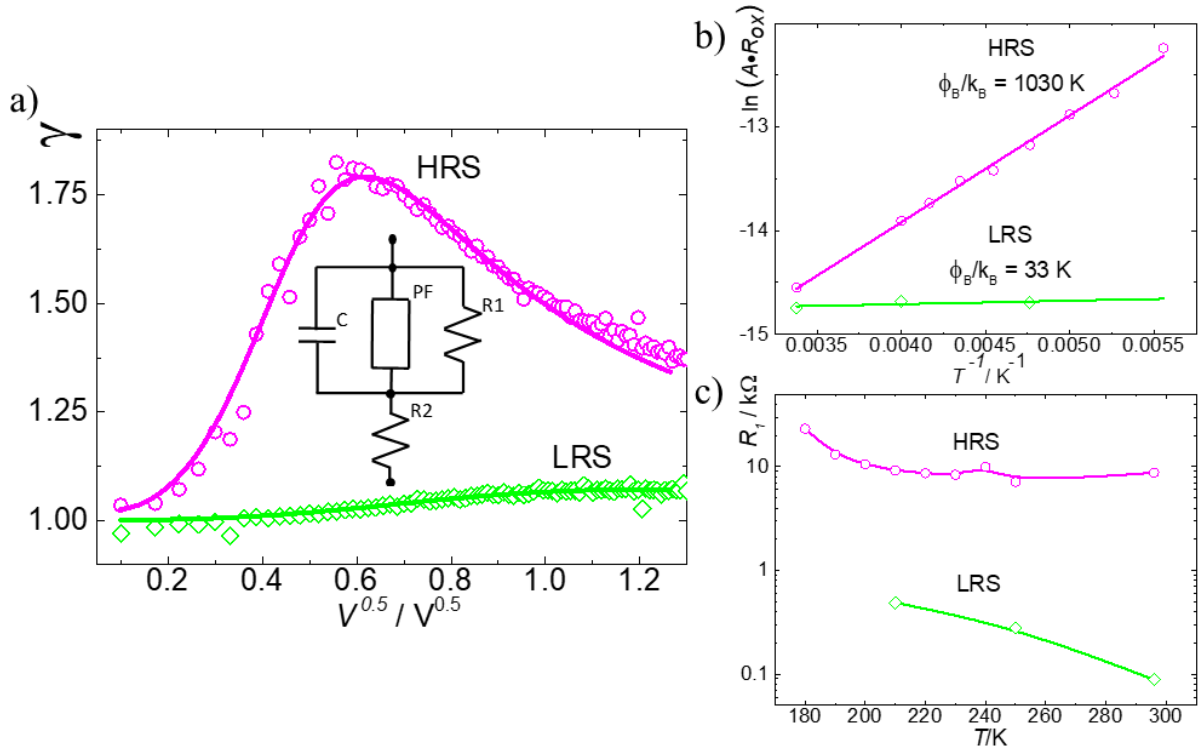 a)
γ
1.75
1.50
1.25
1.00
0.2 0.4 0.6 0.8 1.0 1.2
V^0.5 / V^0.5
HRS
LRS
C
PF
R1
R2
b)
ln (A•R_OX)
-13
-14
-15
0.0035 0.0040 0.0045 0.0050 0.0055
T^-1/ K^-1
HRS
ϕ_B/k_B = 1030 K
LRS
ϕ_B/k_B = 33 K
c)
R_1 / kΩ
100
10
1
0.1
180 200 220 240 260 280 300
T/K
HRS
LRS